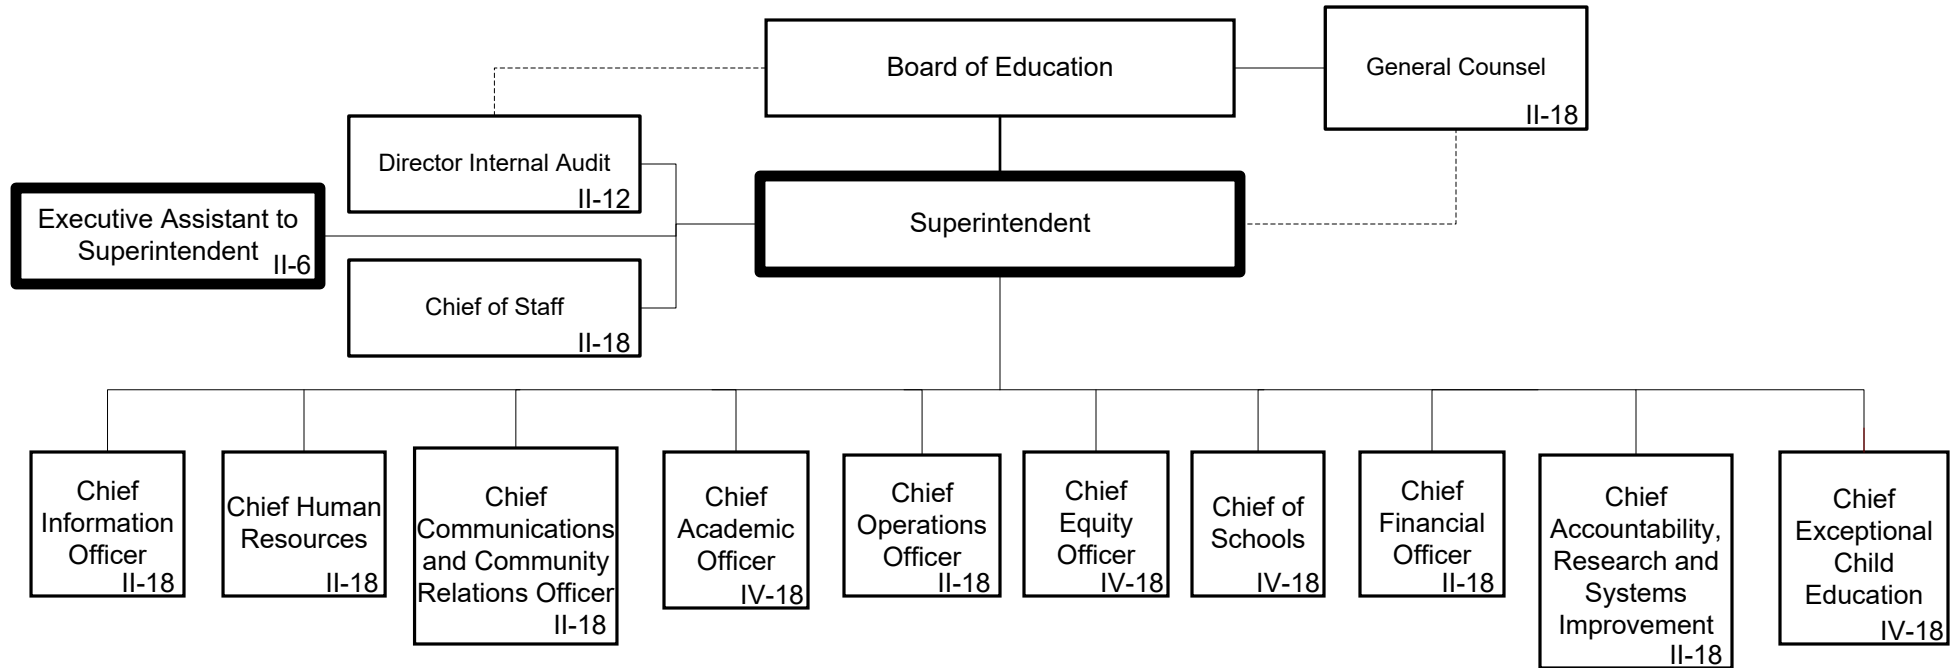 Board of Education
General Counsel
II-18
Director Internal Audit
II-12
Executive Assistant to
Superintendent
II-6
Superintendent
Chief of Staff
II-18
Chief
Information
Officer
II-18
Chief Human
Resources
II-18
Chief
Communications
and Community
Relations Officer
II-18
Chief
Academic
Officer
IV-18
Chief
Operations
Officer
II-18
Chief
Equity
Officer
IV-18
Chief of
Schools
IV-18
Chief
Financial
Officer
II-18
Chief
Accountability,
Research and
Systems
Improvement
II-18
Chief
Exceptional
Child
Education
IV-18